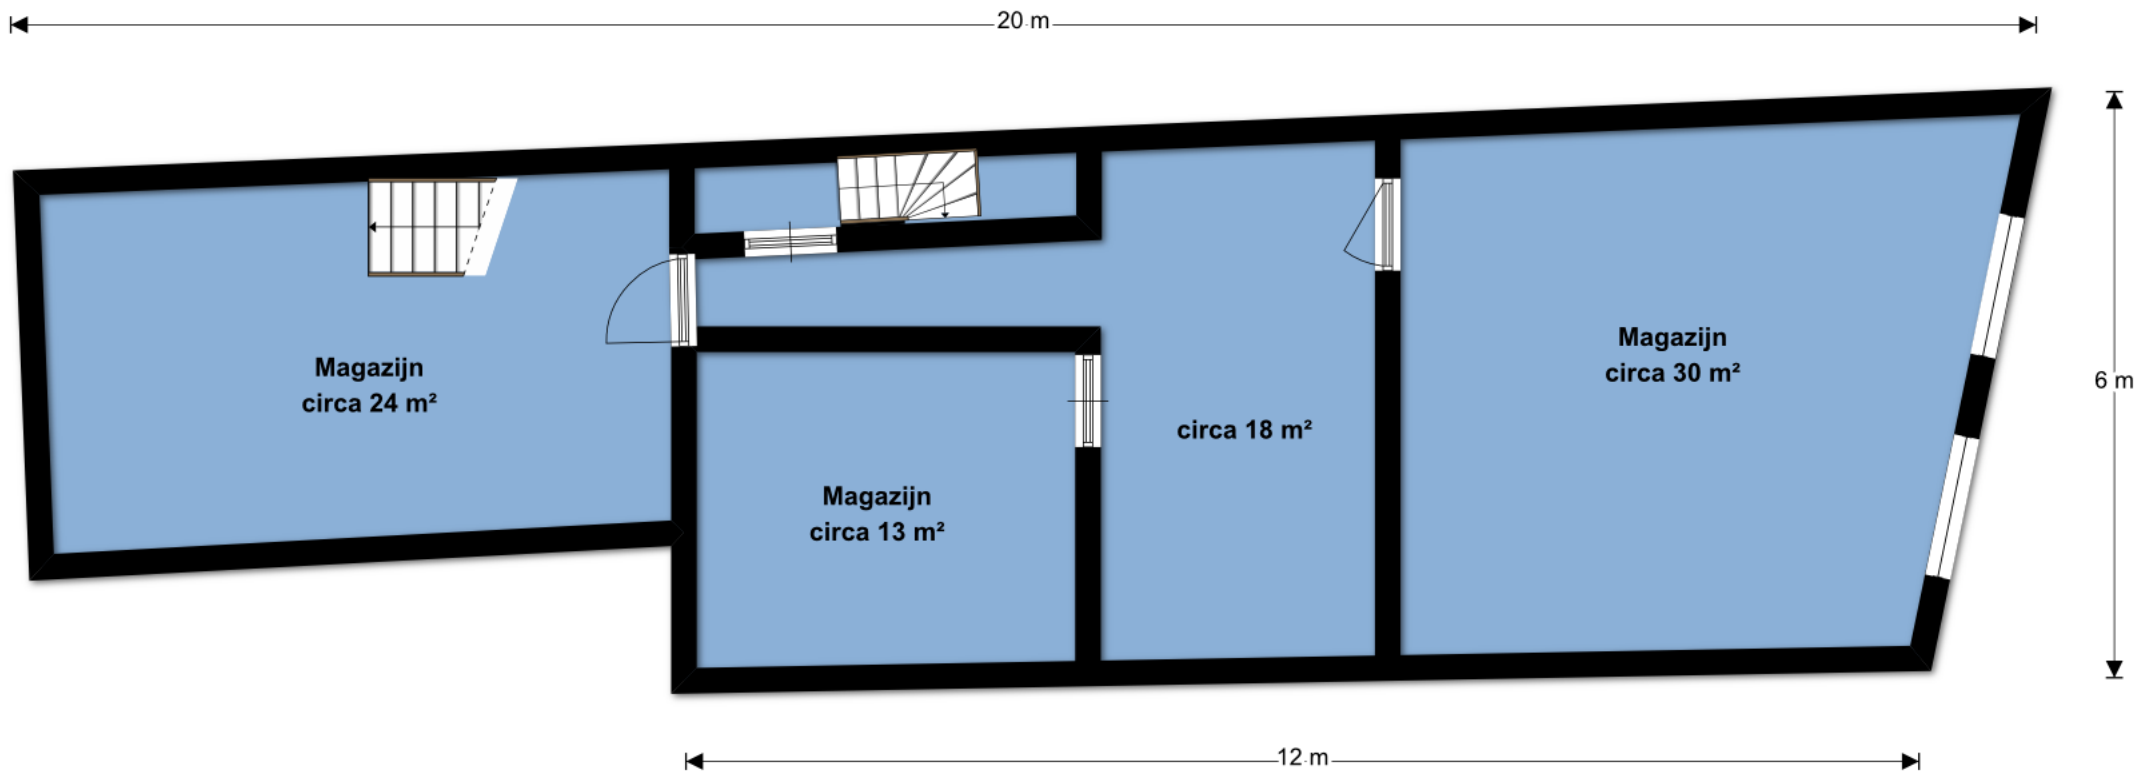 20 m
Magazijn
circa 24 m²
Magazijn
circa 13 m²
circa 18 m²
Magazijn
circa 30 m²
6 m
12 m